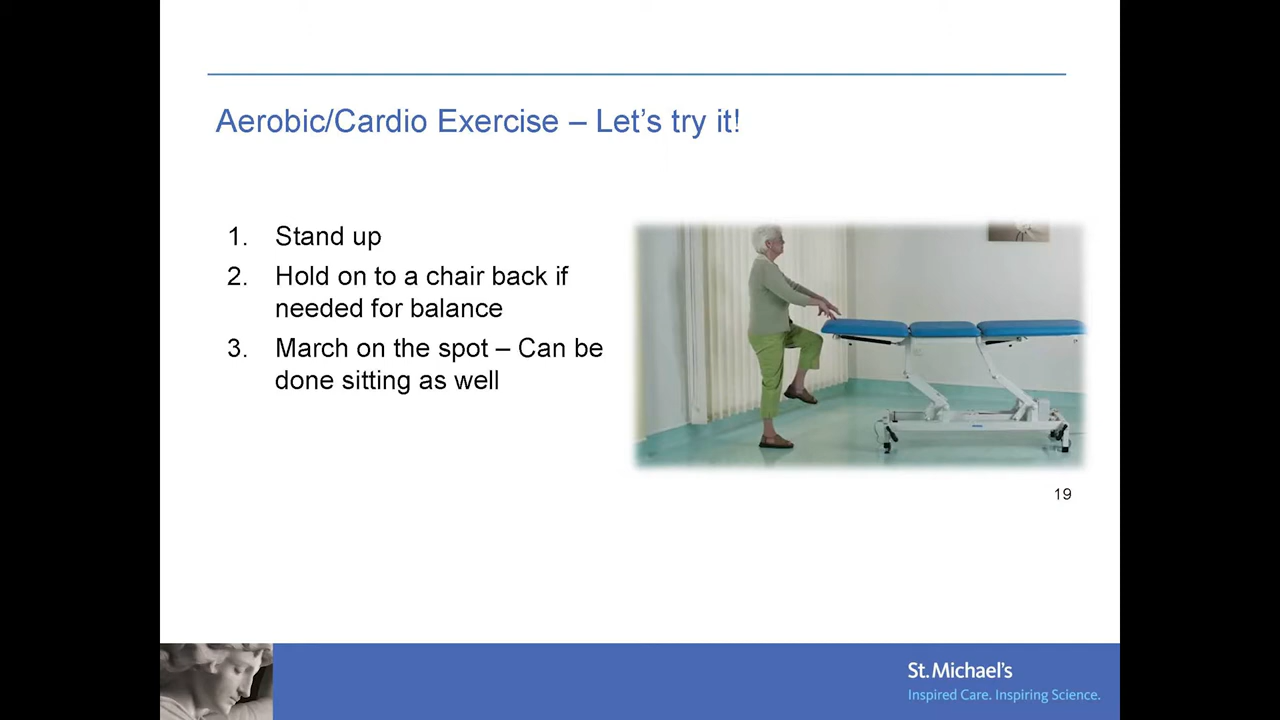 Aerobic/Cardio Exercise – Let's try it!
1. Stand up
2. Hold on to a chair back if
needed for balance
3. March on the spot – Can be
done sitting as well
19
St. Michael's
Inspired Care. Inspiring Science.